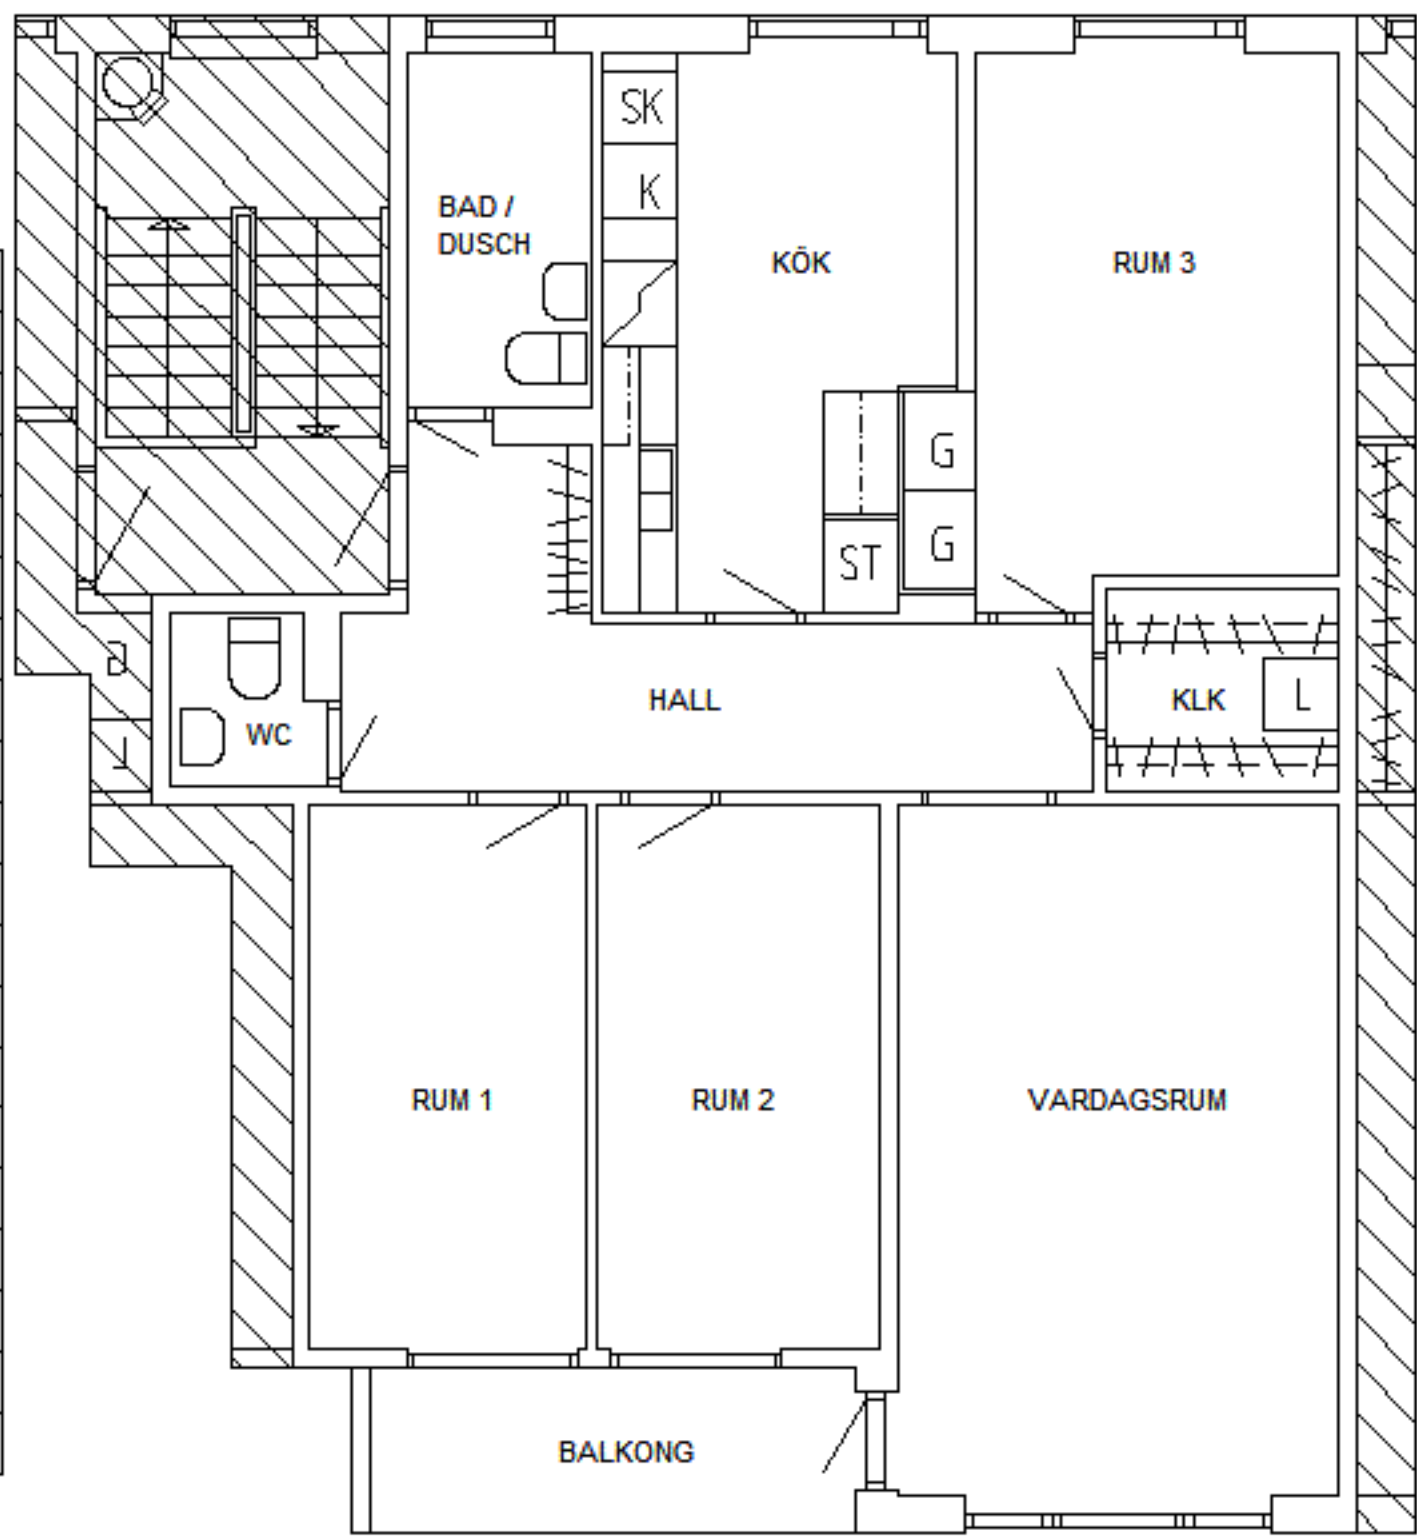 SK
K
BAD /
DUSCH
KÖK
RUM 3
G
G
ST
HALL
KLK
L
WC
RUM 1
RUM 2
VARDAGSRUM
BALKONG